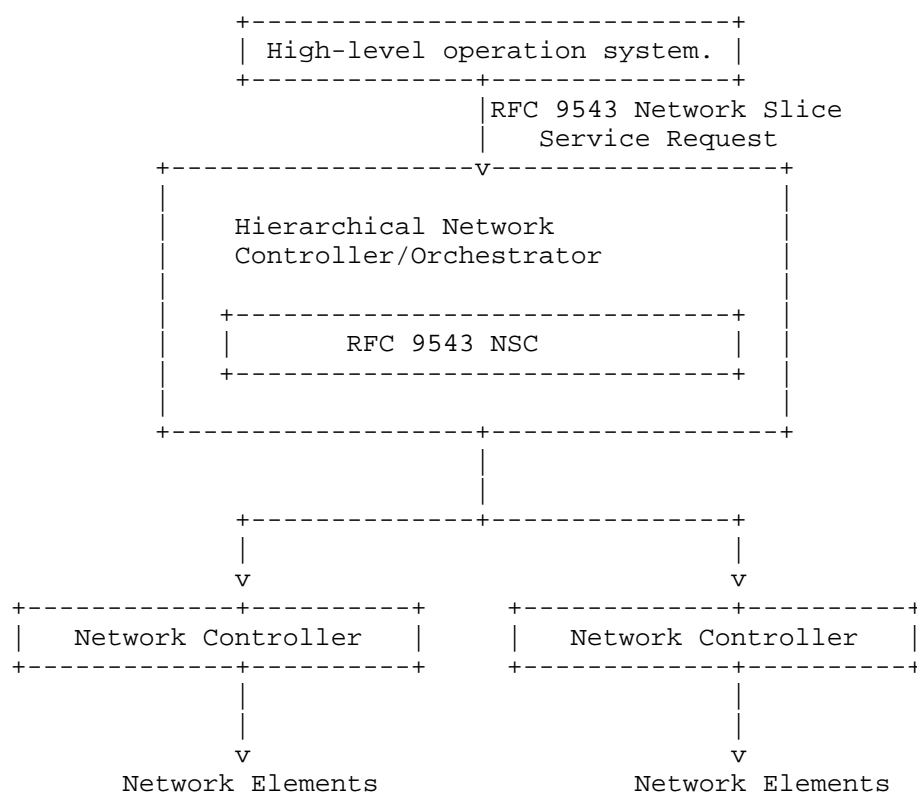 High-level operation system.
RFC 9543 Network Slice
Service Request
Hierarchical Network
Controller/Orchestrator
RFC 9543 NSC
Network Controller Network Controller
Network Elements Network Elements